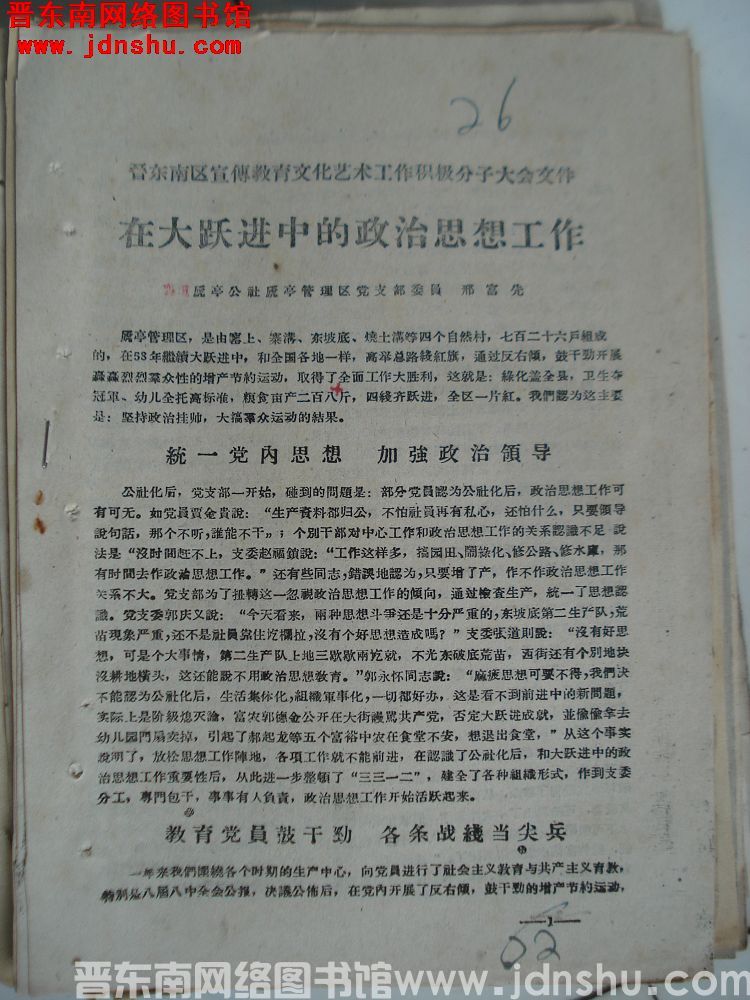 晋东南网络图书馆
www.jdnshu.com
26
晋东南区宣傳教育文化艺术工作积极分子大会文件
在大跃进中的政治思想工作
虒亭公社虒亭管理区党支部委員 邢富先
虒亭管理区，是由窰上、寨溝、东坡底、燒土溝等四个自然村，七百二十六戶組成
的，在53年繼續大跃进中，和全国各地一样，高举总路綫紅旗，通过反右傾，鼓干勁开展
轟轟烈烈羣众性的增产节約运动，取得了全面工作大胜利，这就是：綠化盖全县，卫生夺
冠軍、幼儿全托高标准，粮食亩产二百八斤，四綫齐跃进，全区一片紅。我們認为这主要
是：坚持政治挂师，大搞羣众运动的結果。
統一党內思想 加強政治領导
公社化后，党支部一开始，碰到的問題是：部分党員認为公社化后，政治思想工作可
有可无。如党員賈金貴說：“生产資料都归公，不怕社員再有私心，还怕什么，只要領导
說句話，那个不听，誰能不干”；个别干部对中心工作和政治思想工作的关系認識不足 說
法是“沒时間赶不上，支委赵福鎖說：“工作这样多，搞园田、鬧綠化、修公路、修水庫，那
有时間去作政治思想工作。”还有些同志，錯誤地認为，只要增了产，作不作政治思想工作
关系不大。党支部为了扭轉这一忽視政治思想工作的傾向，通过檢查生产，統一了思想認
識。党支委郭庆义說：“今天看来，兩种思想斗爭还是十分严重的，东坡底第二生产队，荒
苗現象严重，还不是社員靠住圪欄拉，沒有个好思想造成嗎？”支委張道則說：“沒有好思
想，可是个大事情，第二生产队上地三歇歇兩圪就，不光东破底荒苗，西街还有个別地块
沒耕地橫头，这还能說不用政治思想敎育。”郭永怀同志說：“麻痹思想可要不得，我們决
不能認为公社化后，生活集体化，組織軍事化，一切都好办，这是看不到前进中的新問題，
实际上是阶級熄灭論，富农郭德金公开在大街謾罵共产党，否定大跃进成就，並偷偷拿去
幼儿园門扇卖掉，引起了郝起龙等五个富裕中农在食堂不安，想退出食堂，”从这个事实
說明了，放松思想工作陣地，各項工作就不能前进，在認識了公社化后，和大跃进中的政
治思想工作重要性后，从此进一步整頓了“三三一二”，建全了各种組織形式，作到支委
分工，專門包干，事事有人負責，政治思想工作开始活跃起来。
敎育党員鼓干勁 各条战綫当尖兵
一年来我們圍繞各个时期的生产中心，向党員进行了社会主义敎育与共产主义育敎，
特別是八届八中全会公报，决議公佈后，在党內开展了反右傾，鼓干勁的增产节約运动，
—1—
02
晋东南网络图书馆www.jdnshu.com